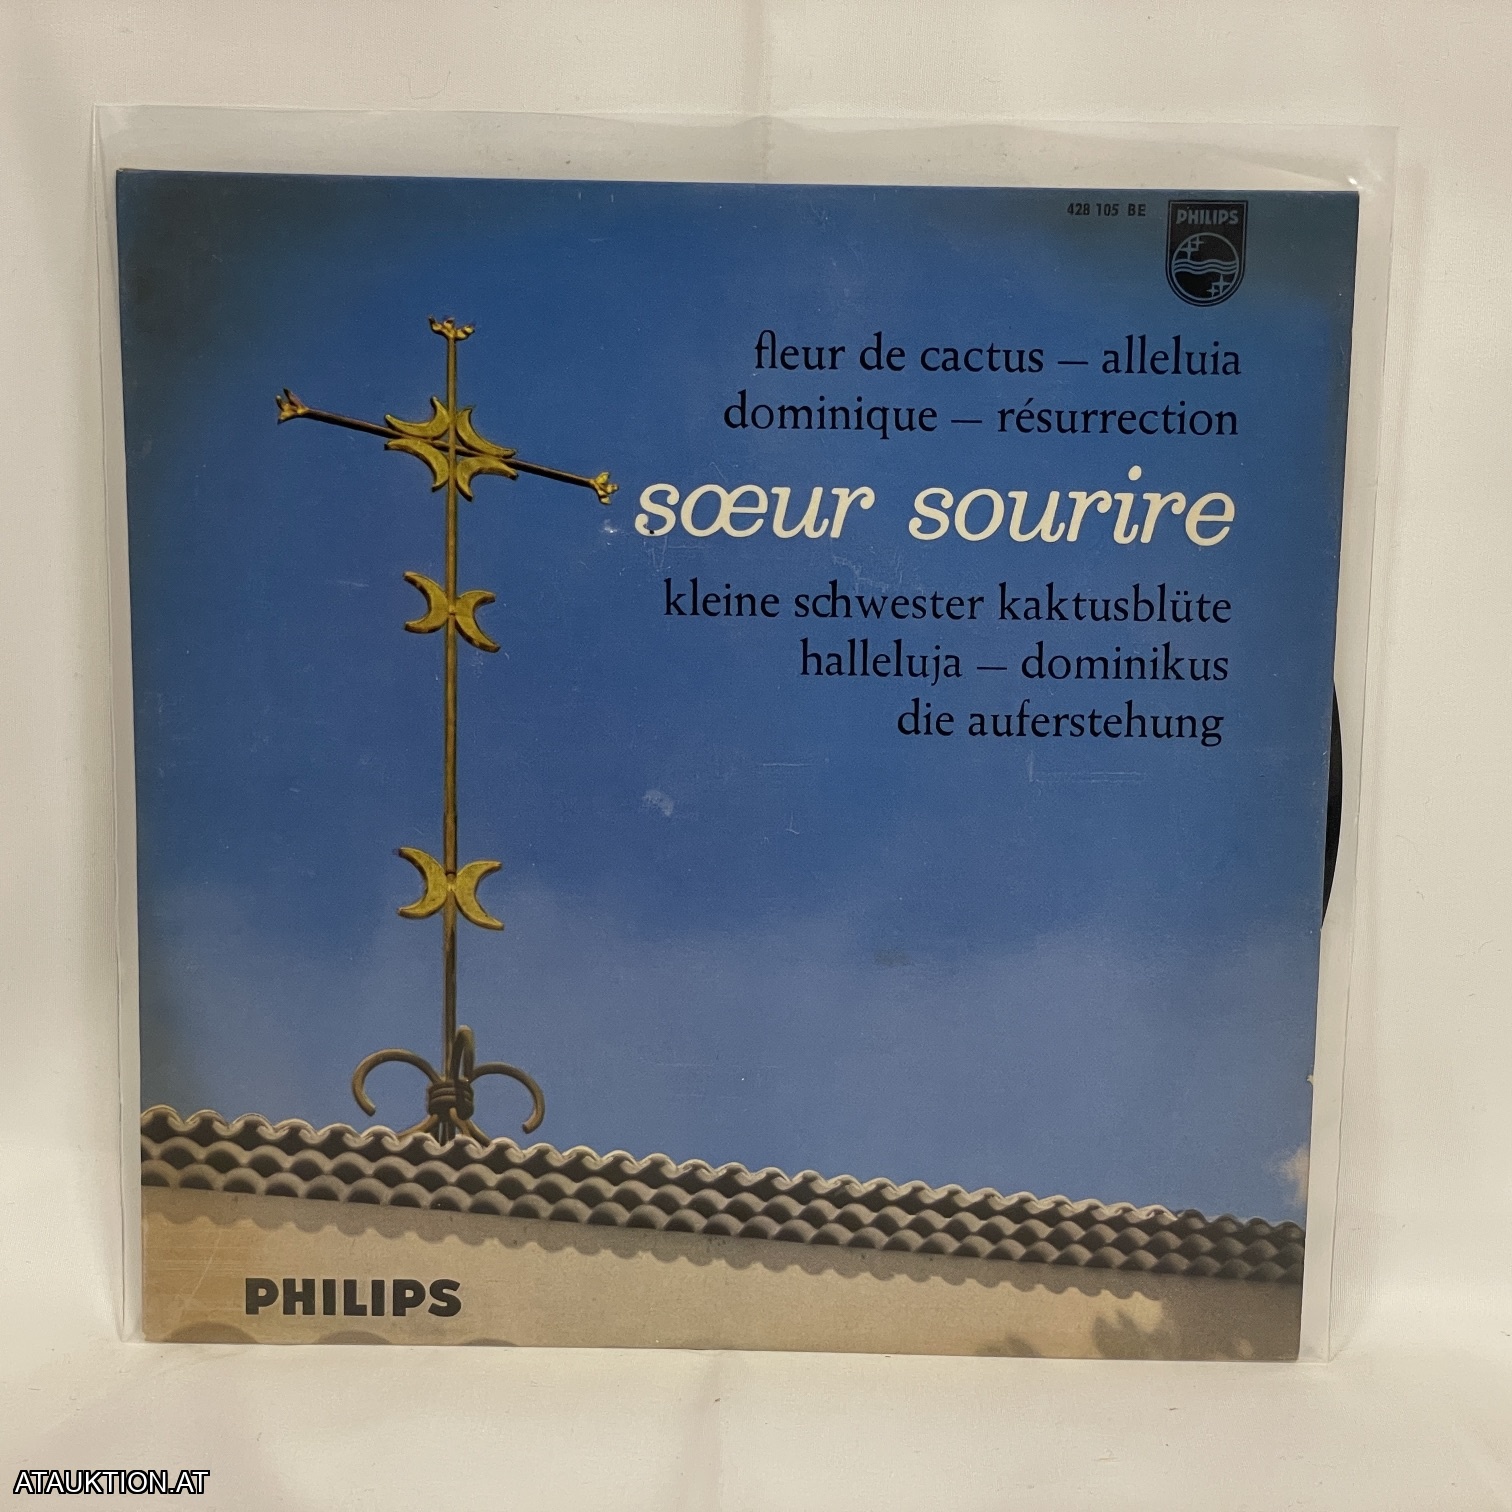 428 105 BE
PHILIPS
fleur de cactus – alleluia
dominique – résurrection
sœur sourire
kleine schwester kaktusblüte
halleluja – dominikus
die auferstehung
PHILIPS
ATAUKTION.AT